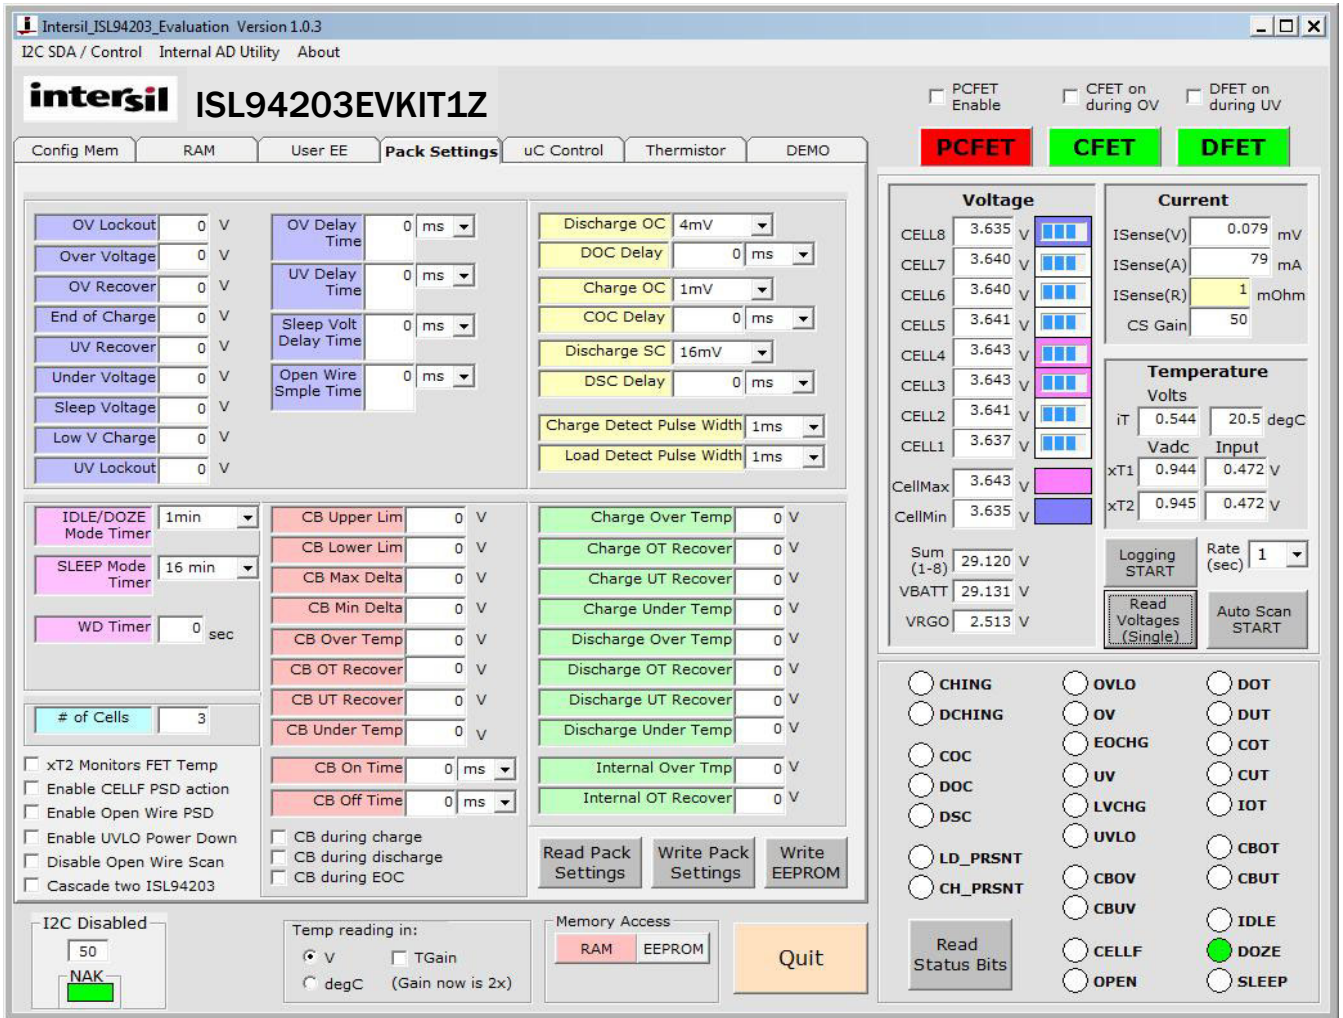 Intersil_ISL94203_Evaluation Version 1.0.3
I2C SDA / Control Internal AD Utility About
intersil ISL94203EVKIT1Z
PCFET Enable
CFET on during OV
DFET on during UV
PCFET CFET DFET
Config Mem RAM User EE Pack Settings uC Control Thermistor DEMO
OV Lockout 0 V
Over Voltage 0 V
OV Recover 0 V
End of Charge 0 V
UV Recover 0 V
Under Voltage 0 V
Sleep Voltage 0 V
Low V Charge 0 V
UV Lockout 0 V
OV Delay Time 0 ms
UV Delay Time 0 ms
Sleep Volt Delay Time 0 ms
Open Wire Smple Time 0 ms
Discharge OC 4mV
DOC Delay 0 ms
Charge OC 1mV
COC Delay 0 ms
Discharge SC 16mV
DSC Delay 0 ms
Charge Detect Pulse Width 1ms
Load Detect Pulse Width 1ms
IDLE/DOZE Mode Timer 1min
SLEEP Mode Timer 16 min
WD Timer 0 sec
# of Cells 3
xT2 Monitors FET Temp
Enable CELLF PSD action
Enable Open Wire PSD
Enable UVLO Power Down
Disable Open Wire Scan
Cascade two ISL94203
CB Upper Lim 0 V
CB Lower Lim 0 V
CB Max Delta 0 V
CB Min Delta 0 V
CB Over Temp 0 V
CB OT Recover 0 V
CB UT Recover 0 V
CB Under Temp 0 V
CB On Time 0 ms
CB Off Time 0 ms
CB during charge
CB during discharge
CB during EOC
Charge Over Temp 0 V
Charge OT Recover 0 V
Charge UT Recover 0 V
Charge Under Temp 0 V
Discharge Over Temp 0 V
Discharge OT Recover 0 V
Discharge UT Recover 0 V
Discharge Under Temp 0 V
Internal Over Tmp 0 V
Internal OT Recover 0 V
Read Pack Settings
Write Pack Settings
Write EEPROM
I2C Disabled
50
NAK
Temp reading in:
V TGain
degC (Gain now is 2x)
Memory Access
RAM EEPROM
Quit
Voltage
CELL8 3.635 V
CELL7 3.640 V
CELL6 3.640 V
CELL5 3.641 V
CELL4 3.643 V
CELL3 3.643 V
CELL2 3.641 V
CELL1 3.637 V
CellMax 3.643 V
CellMin 3.635 V
Sum (1-8) 29.120 V
VBATT 29.131 V
VRGO 2.513 V
Current
ISense(V) 0.079 mV
ISense(A) 79 mA
ISense(R) 1 mOhm
CS Gain 50
Temperature
Volts
iT 0.544 20.5 degC
Vadc Input
xT1 0.944 0.472 V
xT2 0.945 0.472 V
Logging START
Rate (sec) 1
Read Voltages (Single)
Auto Scan START
CHING OVLO DOT
DCHING OV DUT
EOCHG COT
COC UV CUT
DOC LVCHG IOT
DSC UVLO
CBOT
LD_PRSNT CBOV CBUT
CH_PRSNT CBUV
IDLE
CELLF DOZE
OPEN SLEEP
Read Status Bits